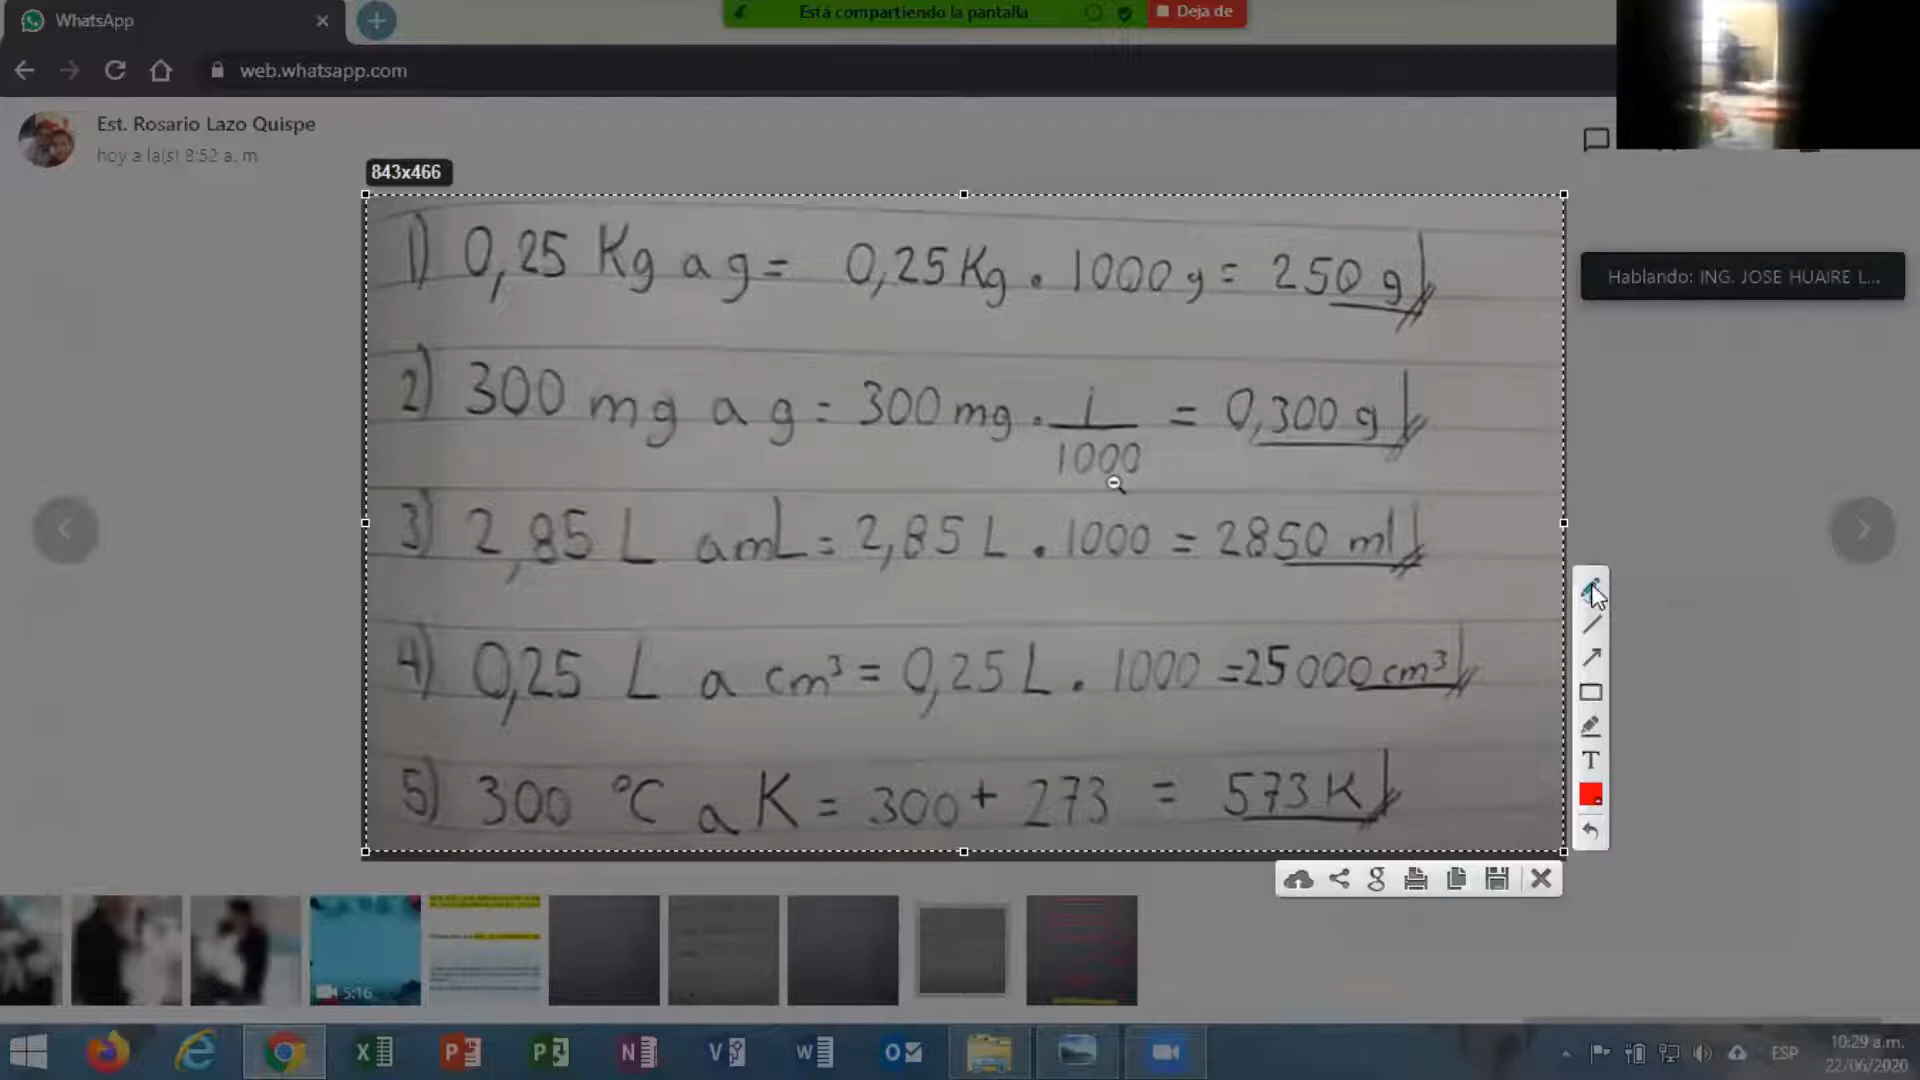 WhatsApp
Está compartiendo la pantalla
Deja de
web.whatsapp.com
Est. Rosario Lazo Quispe
hoy a la(s) 8:52 a. m
843x466
Hablando: ING. JOSE HUAIRE L...
1) 0,25 Kg a g = 0,25 Kg . 1000 g = 250 g
2) 300 mg a g = 300 mg . 1/1000 = 0,300 g
3) 2,85 L a mL = 2,85 L . 1000 = 2850 ml
4) 0,25 L a cm³ = 0,25 L . 1000 = 25000 cm³
5) 300 °C a K = 300 + 273 = 573 K
T
5:16
ESP
10:29 a.m.
22/06/2020